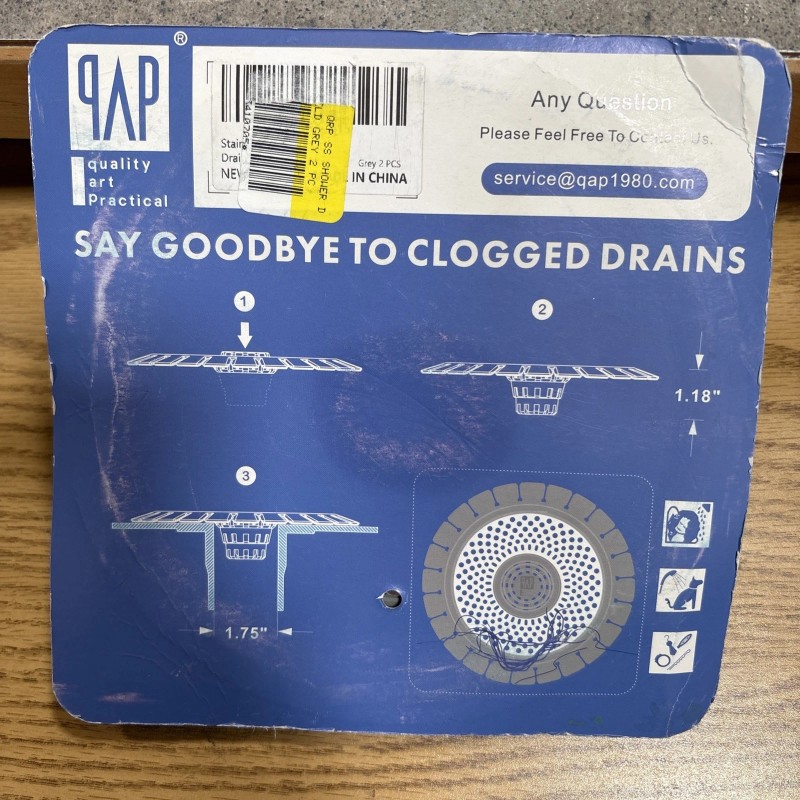 qap®
quality
art
Practical
Stain
Drai
Grey 2 PCS
NEW
IN CHINA
QRP SS SHOWER D
LD GREY 2 PC
Any Question
Please Feel Free To Contact Us.
service@qap1980.com
SAY GOODBYE TO CLOGGED DRAINS
1
2
1.18"
3
1.75"